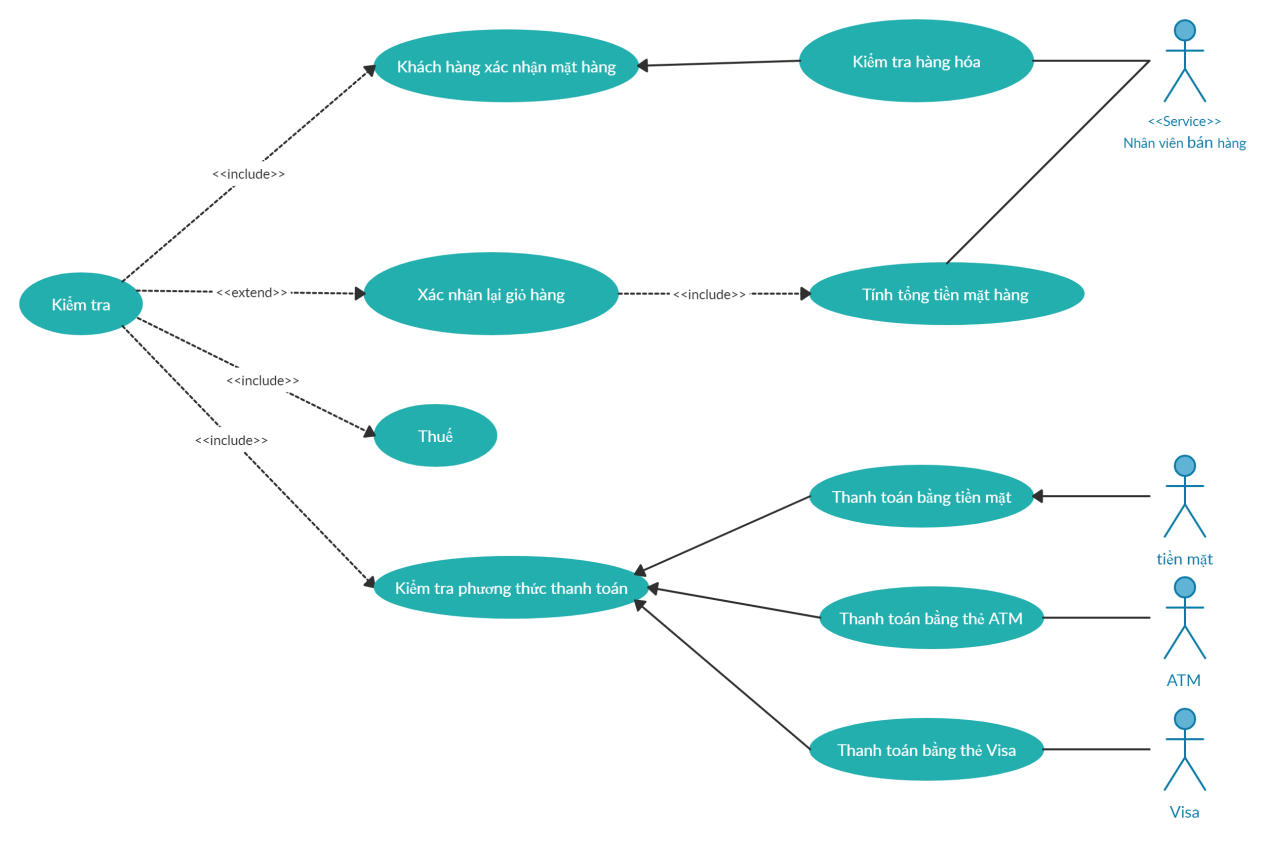 Khách hàng xác nhận mặt hàng
Kiểm tra hàng hóa
<<Service>>
Nhân viên bán hàng
<<include>>
Kiểm tra
<<extend>>
Xác nhận lại giỏ hàng
<<include>>
Tính tổng tiền mặt hàng
<<include>>
Thuế
<<include>>
Thanh toán bằng tiền mặt
tiền mặt
Kiểm tra phương thức thanh toán
Thanh toán bằng thẻ ATM
ATM
Thanh toán bằng thẻ Visa
Visa